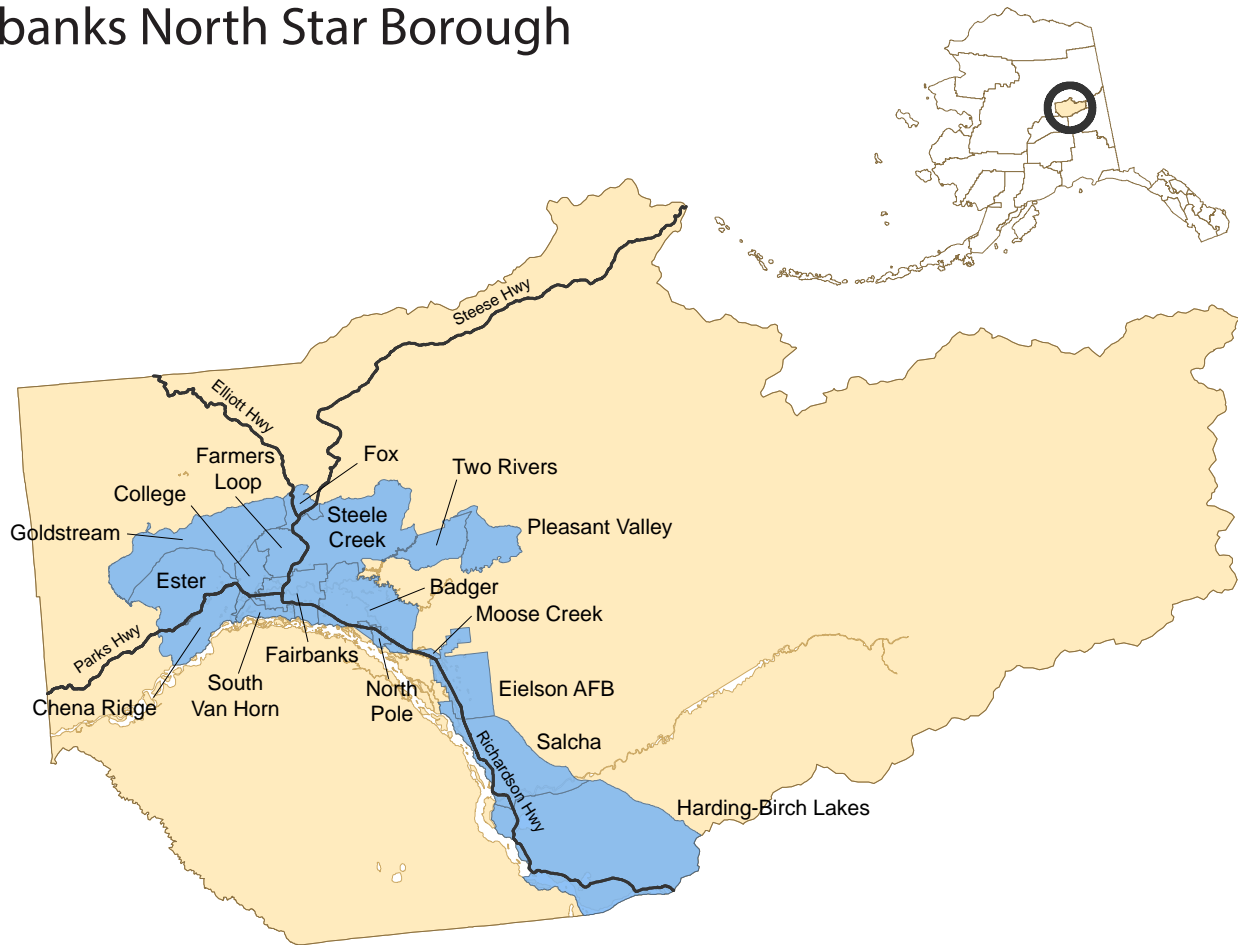 banks North Star Borough
Steese Hwy
Elliott Hwy
Farmers
Loop
Fox
Two Rivers
College
Steele
Creek
Goldstream
Pleasant Valley
Ester
Badger
Moose Creek
Parks Hwy
Fairbanks
South
Van Horn
North
Pole
Eielson AFB
Chena Ridge
Salcha
Richardson Hwy
Harding-Birch Lakes